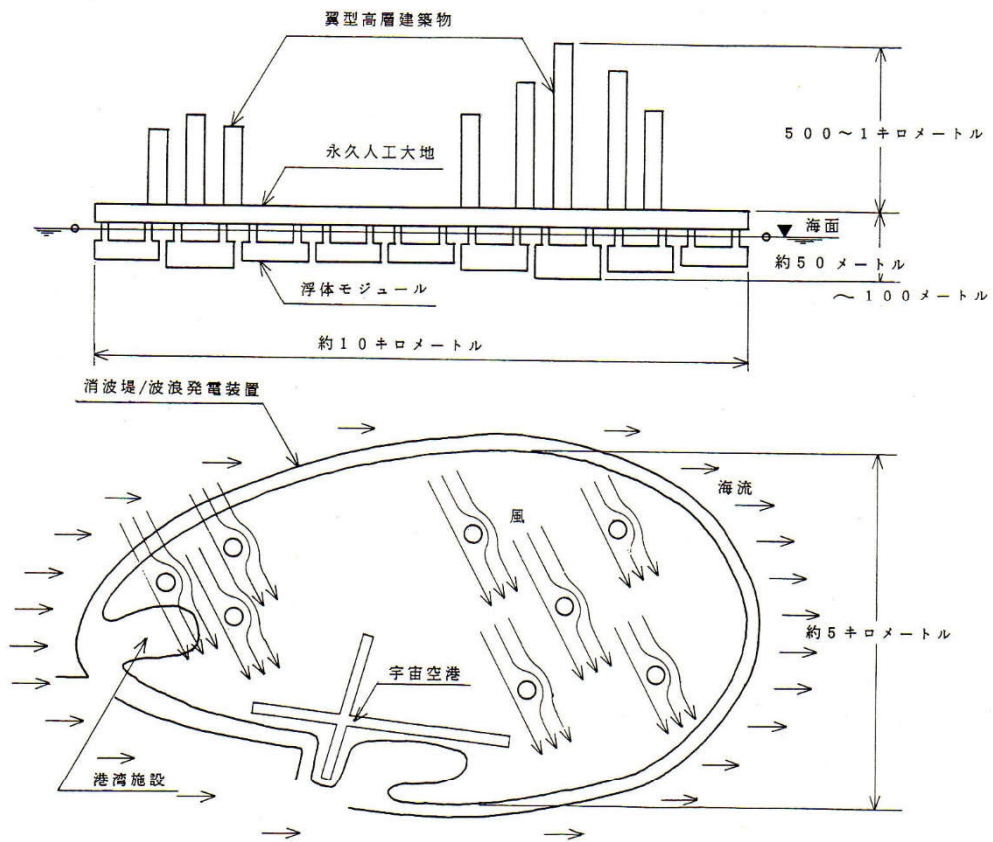 翼型高層建築物
500～1キロメートル
永久人工大地
海面
約50メートル
～100メートル
浮体モジュール
約10キロメートル
消波堤/波浪発電装置
海流
風
約5キロメートル
宇宙空港
港湾施設